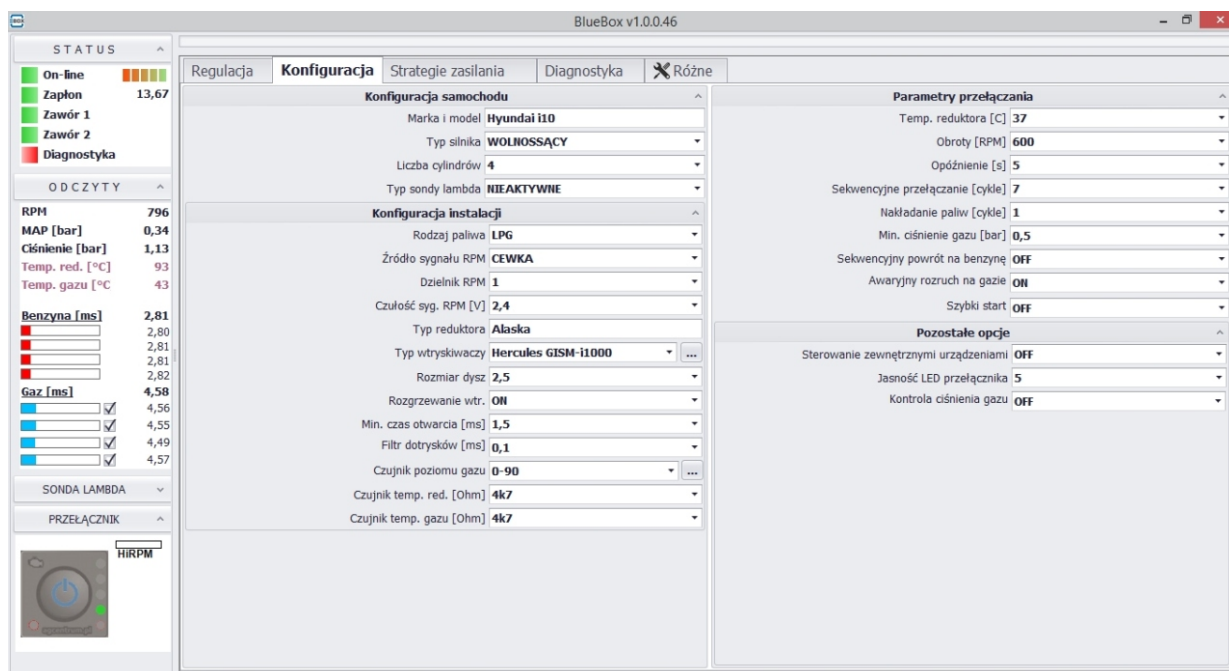 BlueBox v1.0.0.46
STATUS
On-line
Zapłon 13,67
Zawór 1
Zawór 2
Diagnostyka
ODCZYTY
RPM 796
MAP [bar] 0,34
Ciśnienie [bar] 1,13
Temp. red. [°C] 93
Temp. gazu [°C 43
Benzyna [ms] 2,81
2,80
2,81
2,81
2,82
Gaz [ms] 4,58
4,56
4,55
4,49
4,57
SONDA LAMBDA
PRZEŁĄCZNIK
HiRPM
Regulacja Konfiguracja Strategie zasilania Diagnostyka Różne
Konfiguracja samochodu
Marka i model Hyundai i10
Typ silnika WOLNOSSĄCY
Liczba cylindrów 4
Typ sondy lambda NIEAKTYWNE
Konfiguracja instalacji
Rodzaj paliwa LPG
Źródło sygnału RPM CEWKA
Dzielnik RPM 1
Czułość syg. RPM [V] 2,4
Typ reduktora Alaska
Typ wtryskiwaczy Hercules GISM-i1000 ...
Rozmiar dysz 2,5
Rozgrzewanie wtr. ON
Min. czas otwarcia [ms] 1,5
Filtr dotrysków [ms] 0,1
Czujnik poziomu gazu 0-90 ...
Czujnik temp. red. [Ohm] 4k7
Czujnik temp. gazu [Ohm] 4k7
Parametry przełączania
Temp. reduktora [C] 37
Obroty [RPM] 600
Opóźnienie [s] 5
Sekwencyjne przełączanie [cykle] 7
Nakładanie paliw [cykle] 1
Min. ciśnienie gazu [bar] 0,5
Sekwencyjny powrót na benzynę OFF
Awaryjny rozruch na gazie ON
Szybki start OFF
Pozostałe opcje
Sterowanie zewnętrznymi urządzeniami OFF
Jasność LED przełącznika 5
Kontrola ciśnienia gazu OFF